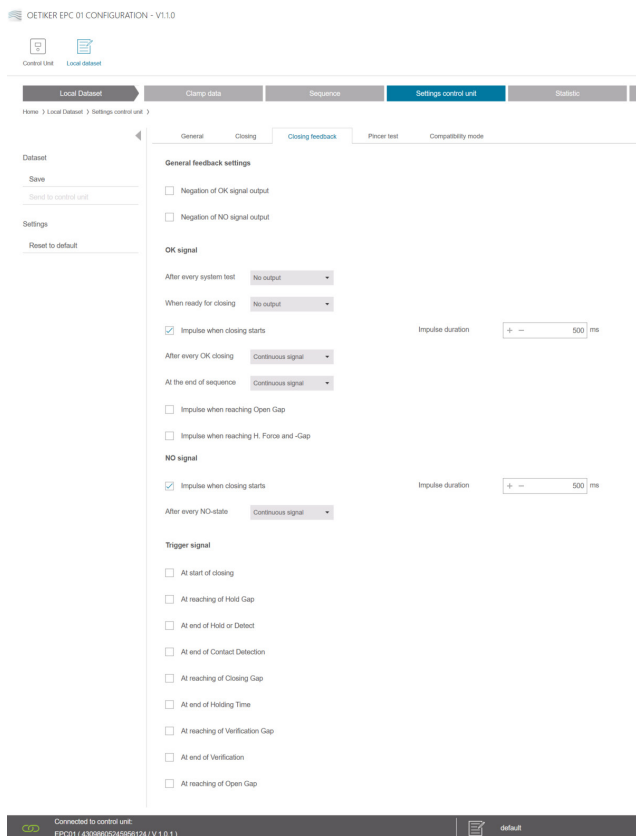 OETIKER EPC 01 CONFIGURATION - V1.1.0
Control Unit Local dataset
Local Dataset Clamp data Sequence Settings control unit Statistic
Home > Local Dataset > Settings control unit >
General Closing Closing feedback Pincer test Compatibility mode
Dataset
Save
Send to control unit
Settings
Reset to default
General feedback settings
Negation of OK signal output
Negation of NO signal output
OK signal
After every system test No output
When ready for closing No output
Impulse when closing starts Impulse duration + − 500 ms
After every OK closing Continuous signal
At the end of sequence Continuous signal
Impulse when reaching Open Gap
Impulse when reaching H. Force and -Gap
NO signal
Impulse when closing starts Impulse duration + − 500 ms
After every NO-state Continuous signal
Trigger signal
At start of closing
At reaching of Hold Gap
At end of Hold or Detect
At end of Contact Detection
At reaching of Closing Gap
At end of Holding Time
At reaching of Verification Gap
At end of Verification
At reaching of Open Gap
Connected to control unit:
EPC01 ( 43098605245956124 / V 1.0.1 )
default